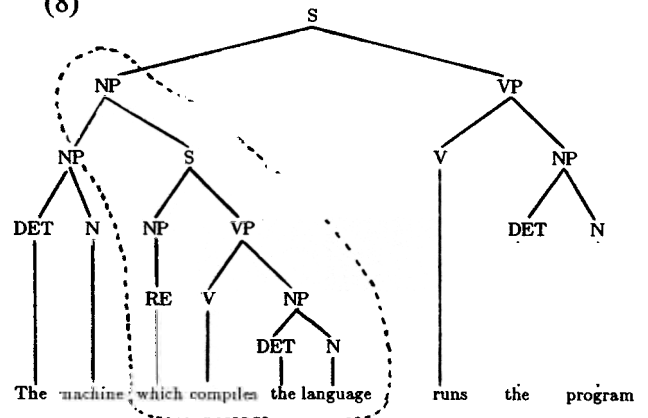 (8)
S
NP VP
NP S V NP
DET N NP VP DET N
RE V NP
DET N
The machine which compiles the language runs the program